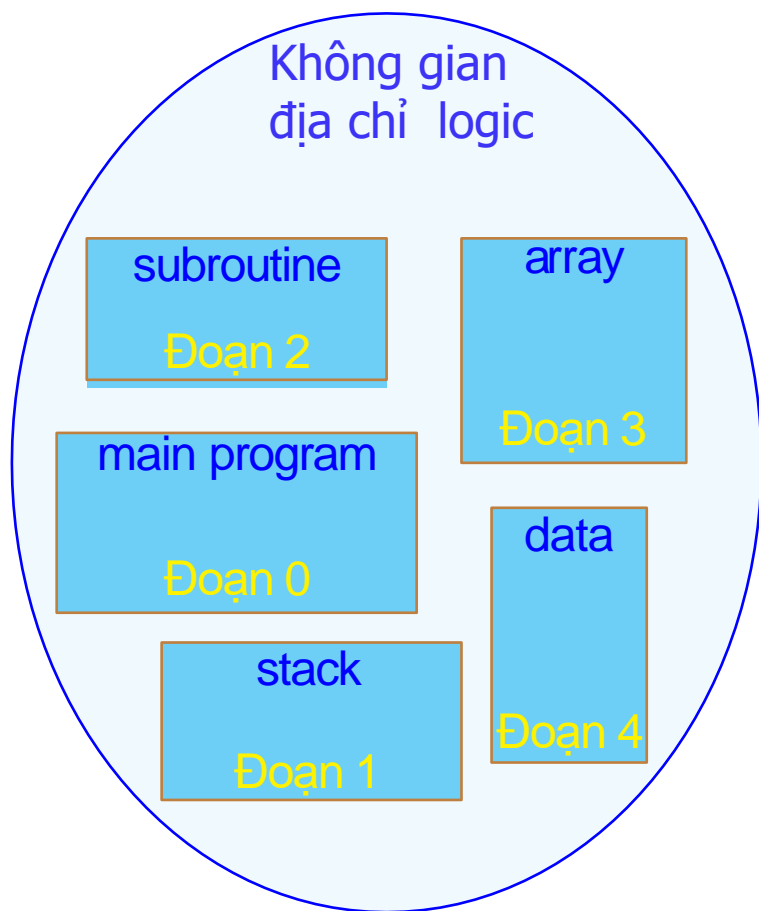 Không gian
địa chỉ logic
subroutine
Đoạn 2
array
Đoạn 3
main program
Đoạn 0
data
Đoạn 4
stack
Đoạn 1